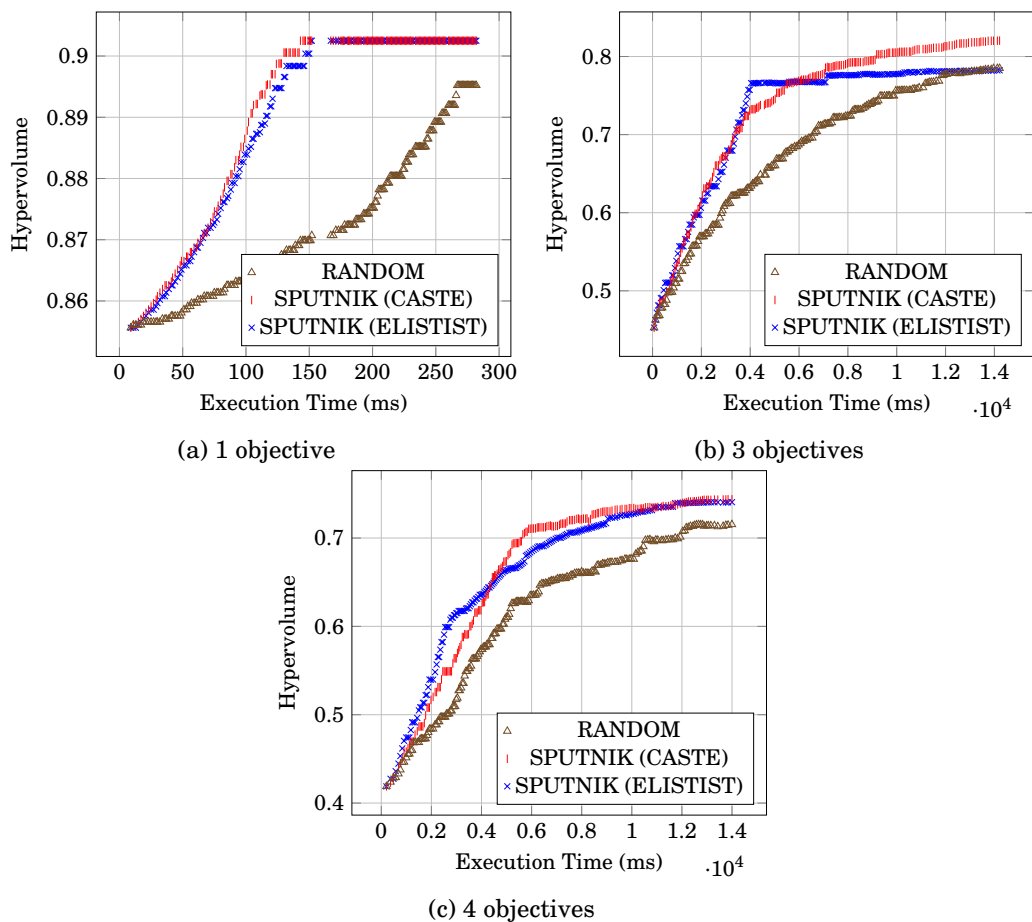 0.9
0.89
0.88
0.87
0.86
Hypervolume
RANDOM
SPUTNIK (CASTE)
SPUTNIK (ELISTIST)
0 50 100 150 200 250 300
Execution Time (ms)
(a) 1 objective
0.8
0.7
0.6
0.5
Hypervolume
RANDOM
SPUTNIK (CASTE)
SPUTNIK (ELISTIST)
0 0.2 0.4 0.6 0.8 1 1.2 1.4
Execution Time (ms) ·10^4
(b) 3 objectives
0.7
0.6
0.5
0.4
Hypervolume
RANDOM
SPUTNIK (CASTE)
SPUTNIK (ELISTIST)
0 0.2 0.4 0.6 0.8 1 1.2 1.4
Execution Time (ms) ·10^4
(c) 4 objectives